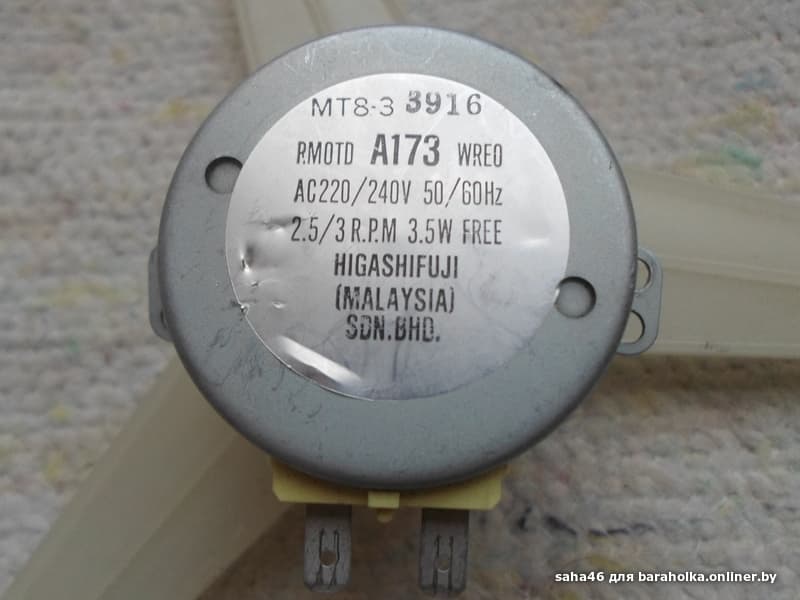 MT8-3 3916
RMOTD A173 WRE0
AC220/240V 50/60Hz
2.5/3 R.P.M 3.5W FREE
HIGASHIFUJI
(MALAYSIA)
SDN.BHD.
saha46 для baraholka.onliner.by